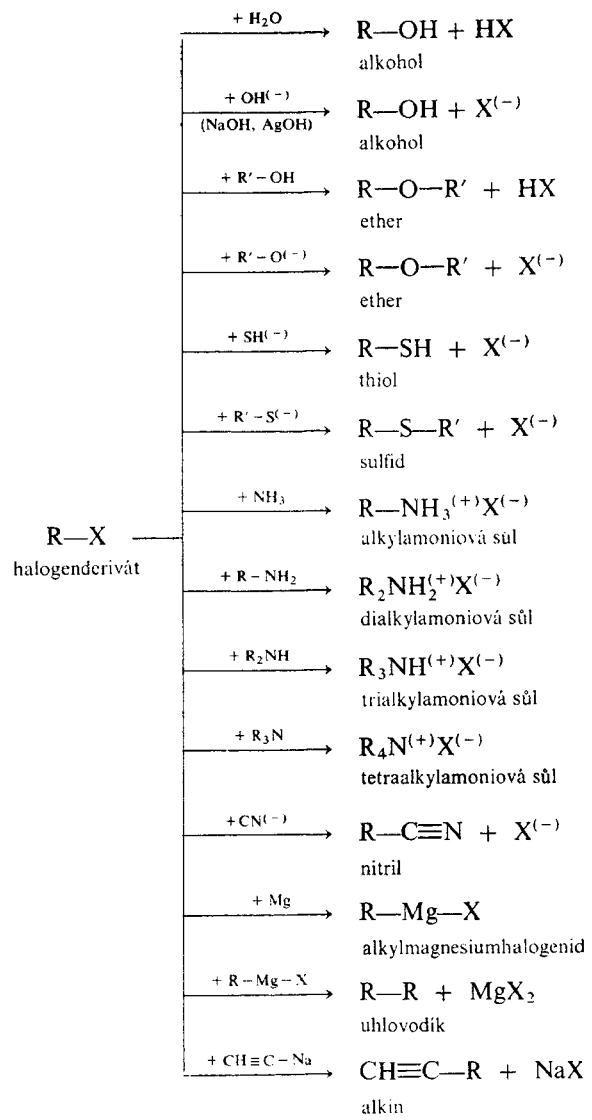 + H₂O
R—OH + HX
alkohol
+ OH⁽⁻⁾
(NaOH, AgOH)
R—OH + X⁽⁻⁾
alkohol
+ R′ – OH
R—O—R′ + HX
ether
+ R′ – O⁽⁻⁾
R—O—R′ + X⁽⁻⁾
ether
+ SH⁽⁻⁾
R—SH + X⁽⁻⁾
thiol
+ R′ – S⁽⁻⁾
R—S—R′ + X⁽⁻⁾
sulfid
+ NH₃
R—NH₃⁽⁺⁾X⁽⁻⁾
alkylamoniová sůl
R—X
halogenderivát
+ R – NH₂
R₂NH₂⁽⁺⁾X⁽⁻⁾
dialkylamoniová sůl
+ R₂NH
R₃NH⁽⁺⁾X⁽⁻⁾
trialkylamoniová sůl
+ R₃N
R₄N⁽⁺⁾X⁽⁻⁾
tetraalkylamoniová sůl
+CN⁽⁻⁾
R—C≡N + X⁽⁻⁾
nitril
+ Mg
R—Mg—X
alkylmagnesiumhalogenid
+ R – Mg – X
R—R + MgX₂
uhlovodík
+ CH ≡ C – Na
CH≡C—R + NaX
alkin